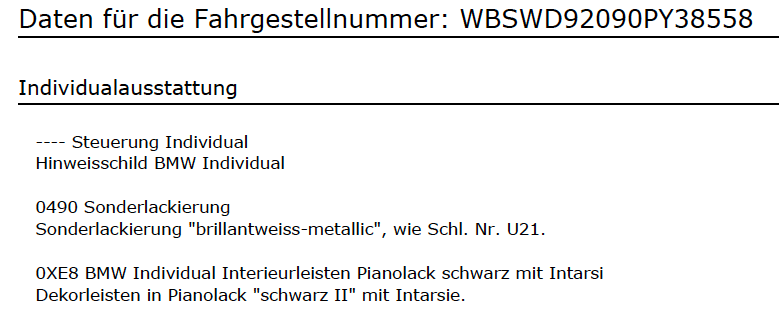 Daten für die Fahrgestellnummer: WBSWD92090PY38558
Individualausstattung
---- Steuerung Individual
Hinweisschild BMW Individual
0490 Sonderlackierung
Sonderlackierung "brillantweiss-metallic", wie Schl. Nr. U21.
0XE8 BMW Individual Interieurleisten Pianolack schwarz mit Intarsi
Dekorleisten in Pianolack "schwarz II" mit Intarsie.